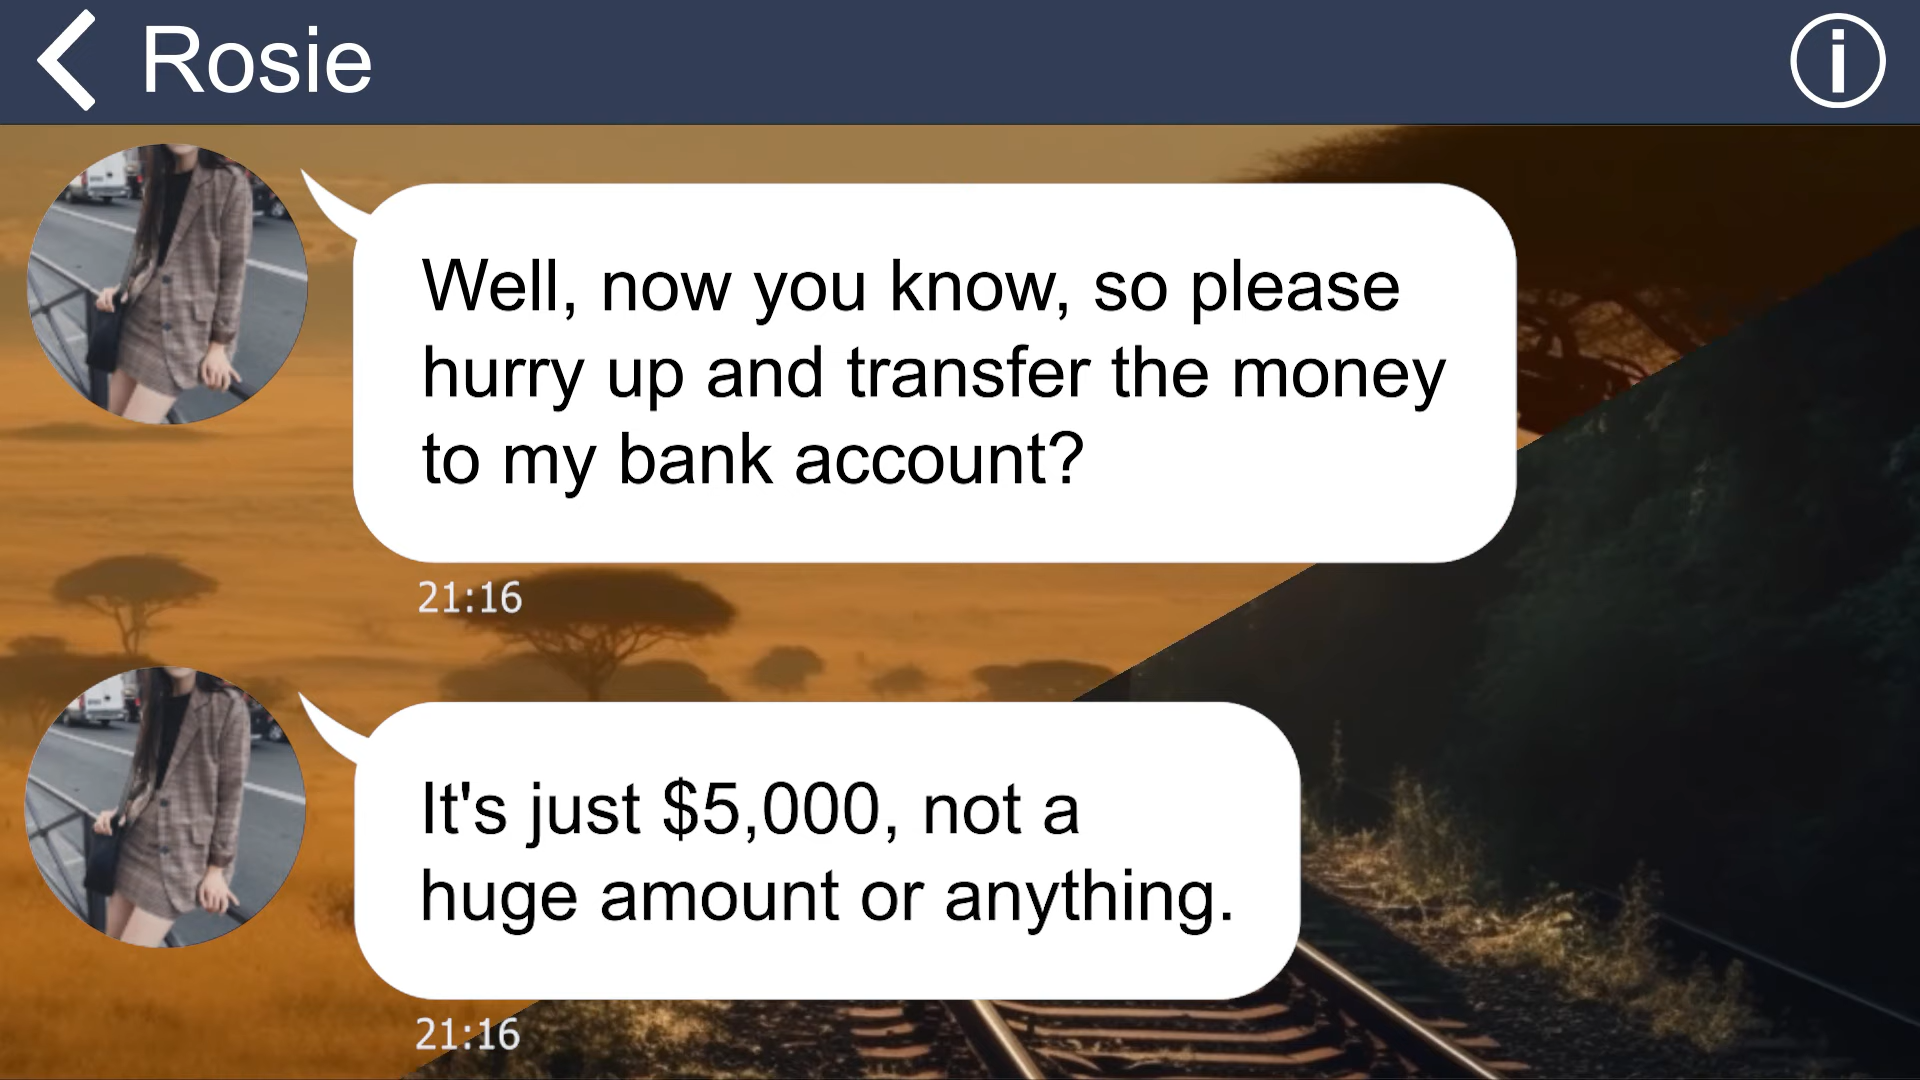 Rosie
Well, now you know, so please
hurry up and transfer the money
to my bank account?
21:16
It's just $5,000, not a
huge amount or anything.
21:16